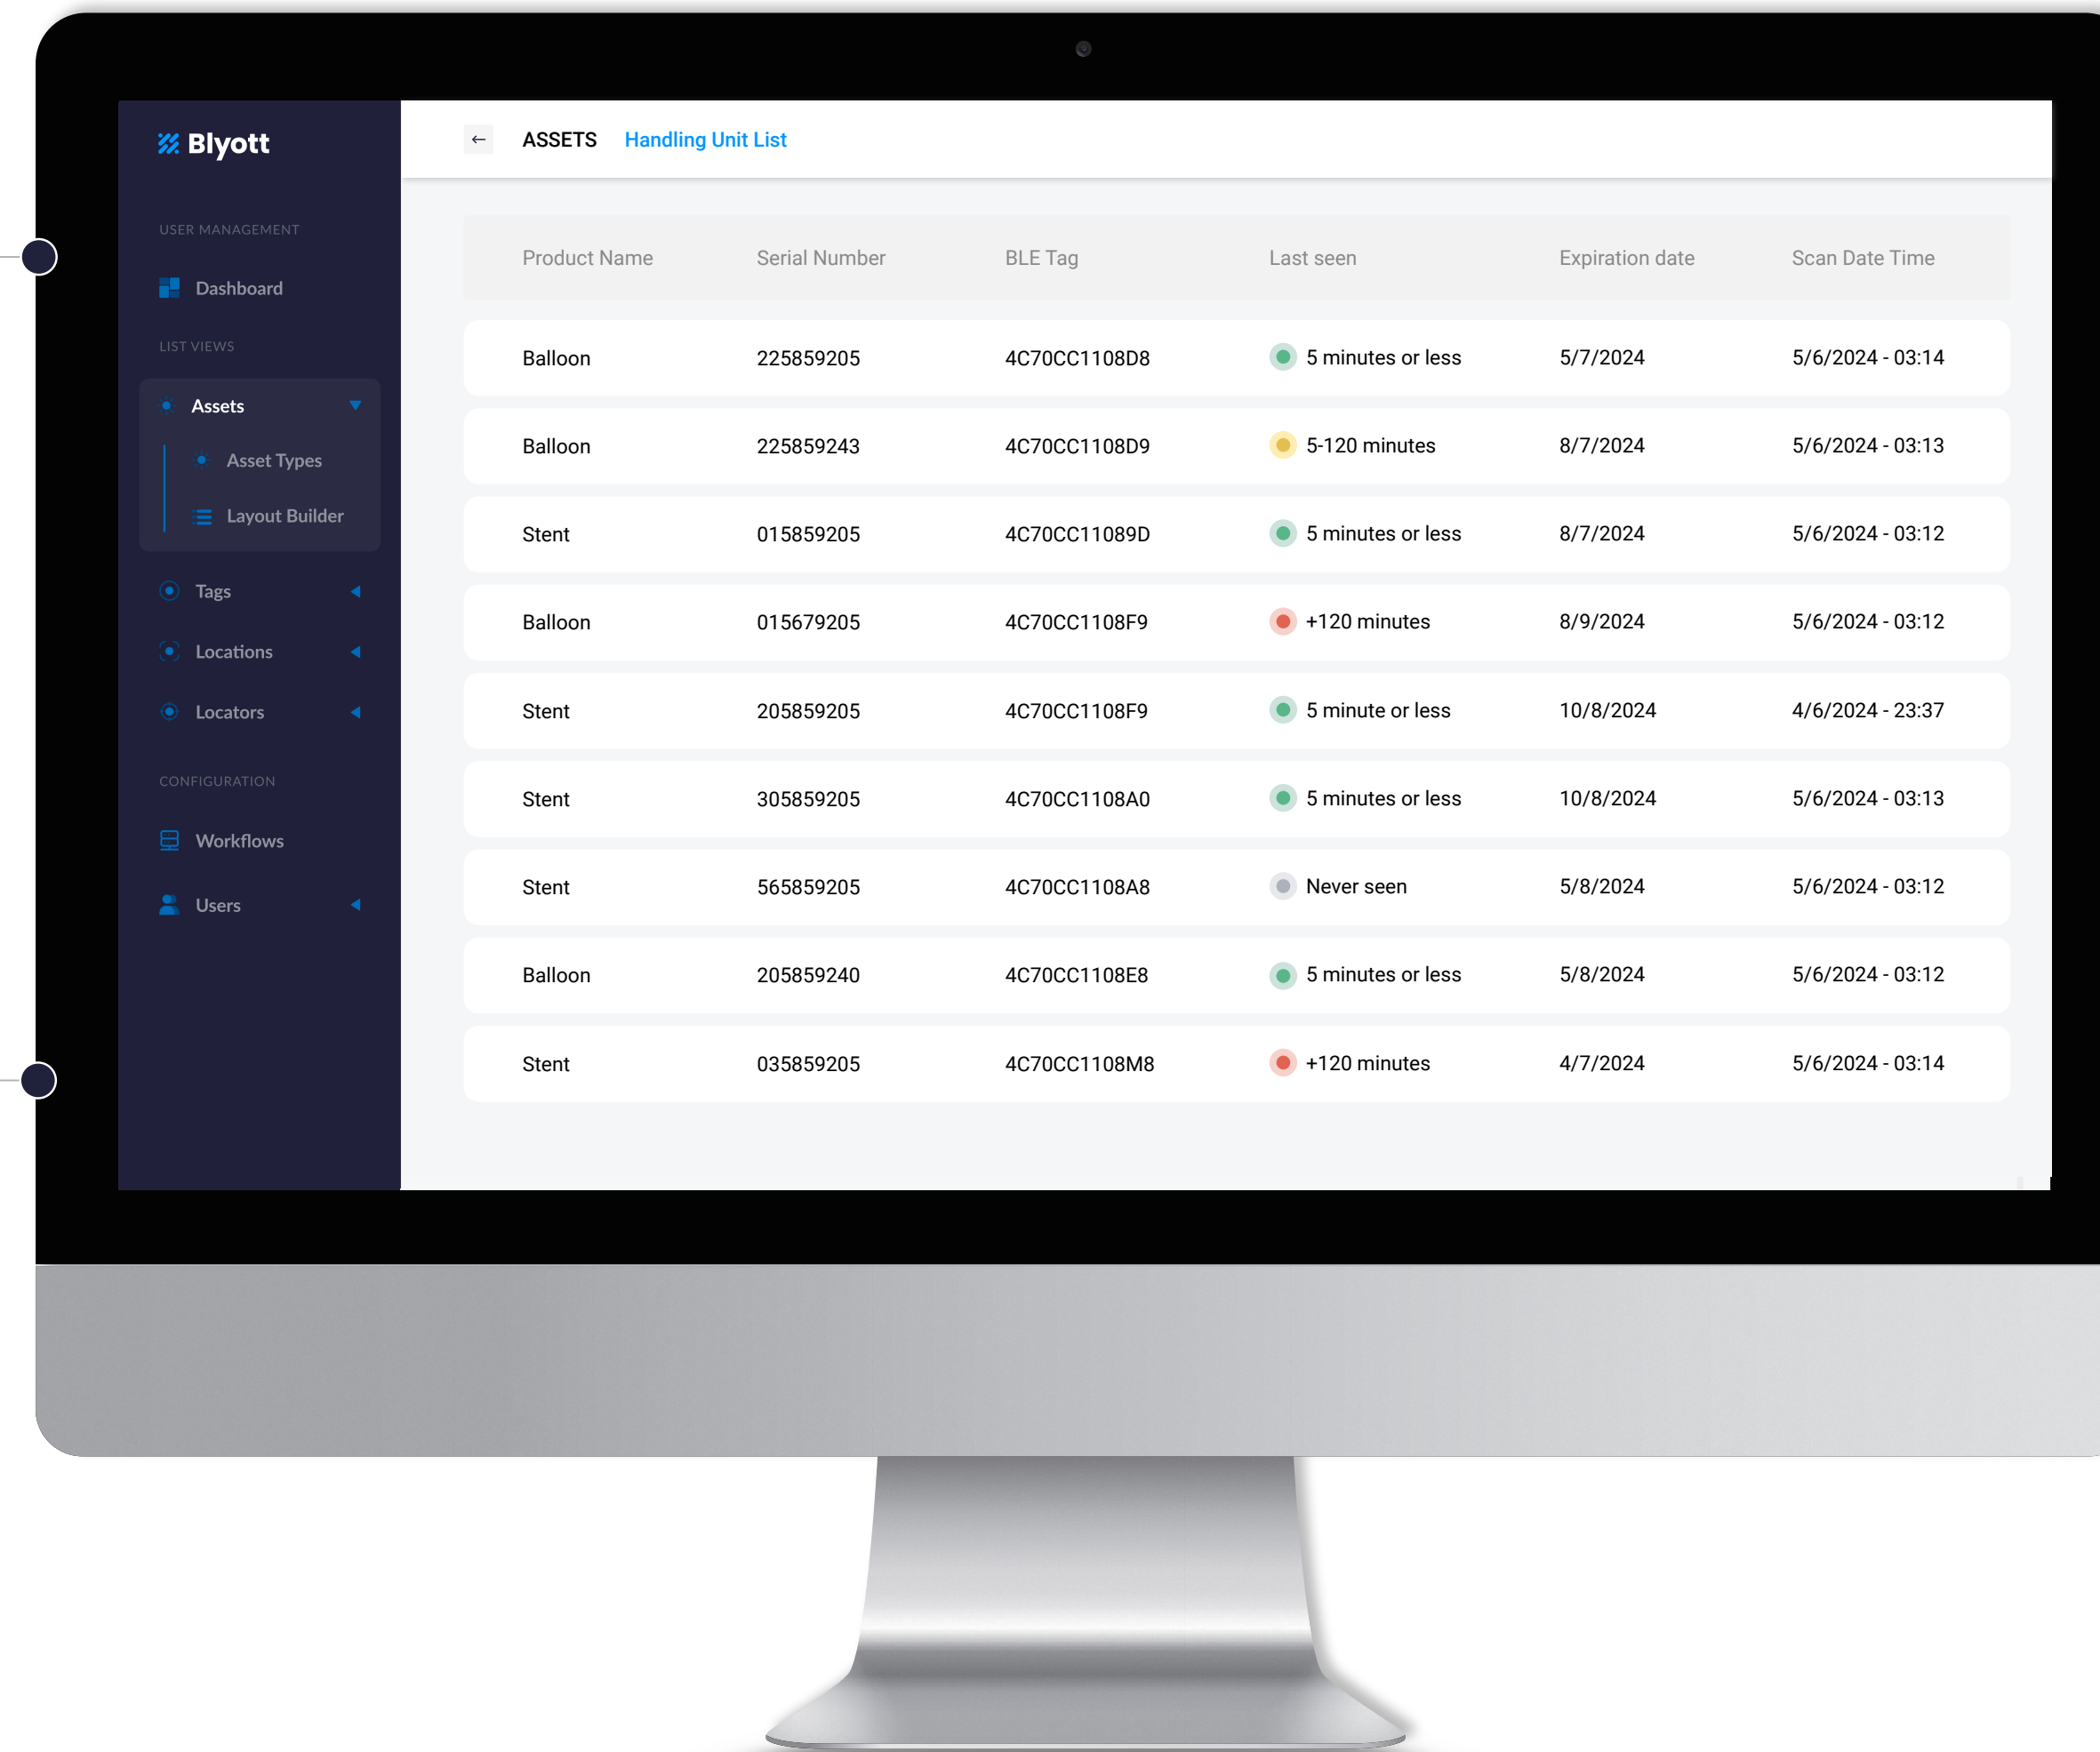 Blyott
USER MANAGEMENT
Dashboard
LIST VIEWS
Assets
Asset Types
Layout Builder
Tags
Locations
Locators
CONFIGURATION
Workflows
Users
← ASSETS Handling Unit List
Product Name Serial Number BLE Tag Last seen Expiration date Scan Date Time
Balloon 225859205 4C70CC1108D8 5 minutes or less 5/7/2024 5/6/2024 - 03:14
Balloon 225859243 4C70CC1108D9 5-120 minutes 8/7/2024 5/6/2024 - 03:13
Stent 015859205 4C70CC11089D 5 minutes or less 8/7/2024 5/6/2024 - 03:12
Balloon 015679205 4C70CC1108F9 +120 minutes 8/9/2024 5/6/2024 - 03:12
Stent 205859205 4C70CC1108F9 5 minute or less 10/8/2024 4/6/2024 - 23:37
Stent 305859205 4C70CC1108A0 5 minutes or less 10/8/2024 5/6/2024 - 03:13
Stent 565859205 4C70CC1108A8 Never seen 5/8/2024 5/6/2024 - 03:12
Balloon 205859240 4C70CC1108E8 5 minutes or less 5/8/2024 5/6/2024 - 03:12
Stent 035859205 4C70CC1108M8 +120 minutes 4/7/2024 5/6/2024 - 03:14